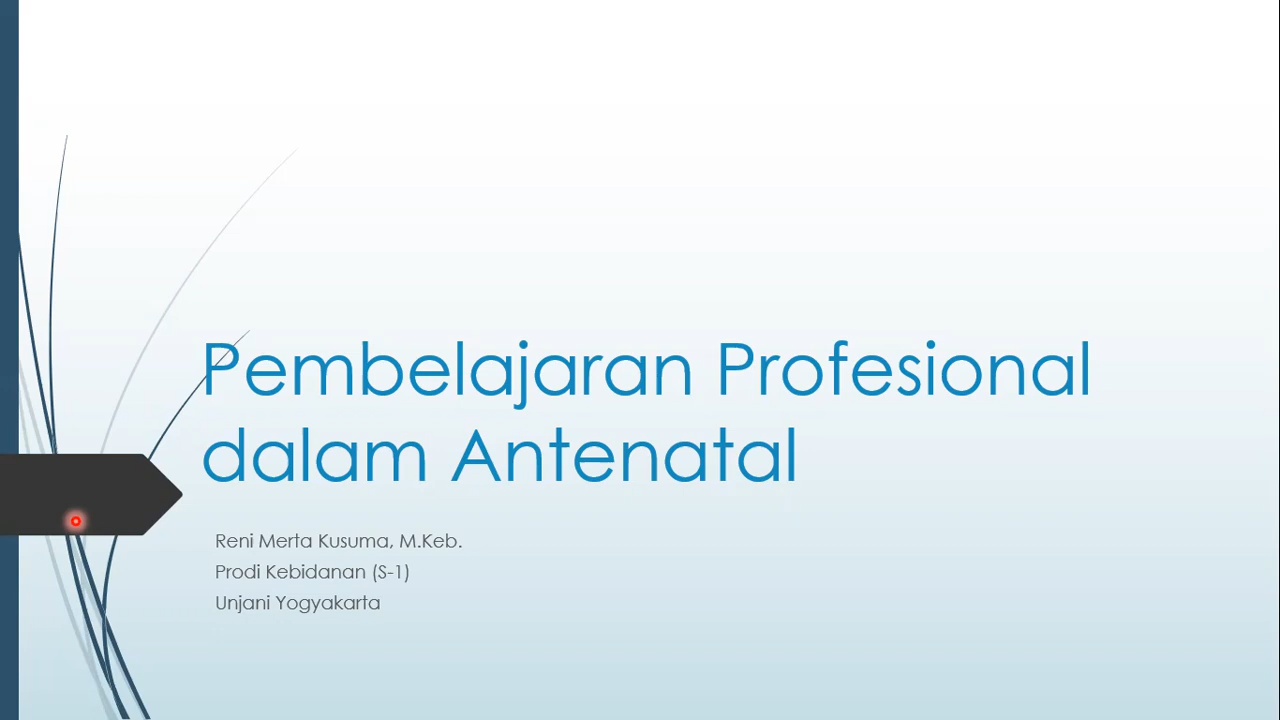 Pembelajaran Profesional
dalam Antenatal
Reni Merta Kusuma, M.Keb.
Prodi Kebidanan (S-1)
Unjani Yogyakarta